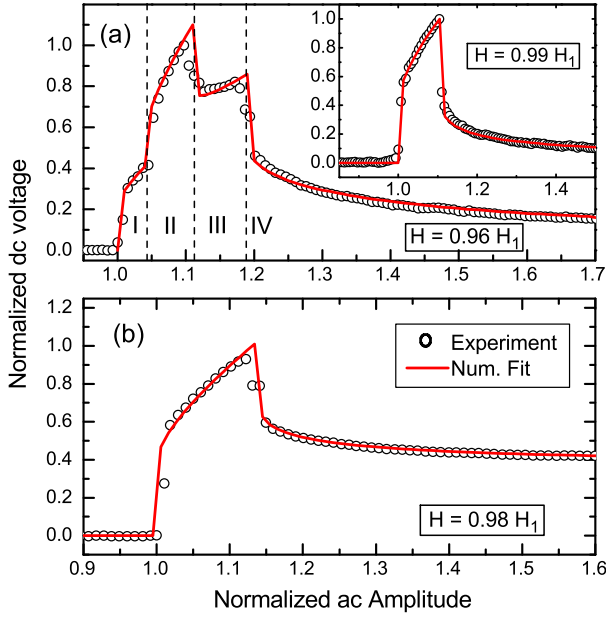 Normalized dc voltage
(a)
1.0
0.8
0.6
0.4
0.2
0.0
I
II
III
IV
H = 0.96 H1
1.0
1.1
1.2
1.3
1.4
1.5
1.6
1.7
1.0
0.8
0.6
0.4
0.2
0.0
H = 0.99 H1
1.0
1.2
1.4
(b)
1.2
1.0
0.8
0.6
0.4
0.2
0.0
Experiment
Num. Fit
H = 0.98 H1
0.9
1.0
1.1
1.2
1.3
1.4
1.5
1.6
Normalized ac Amplitude